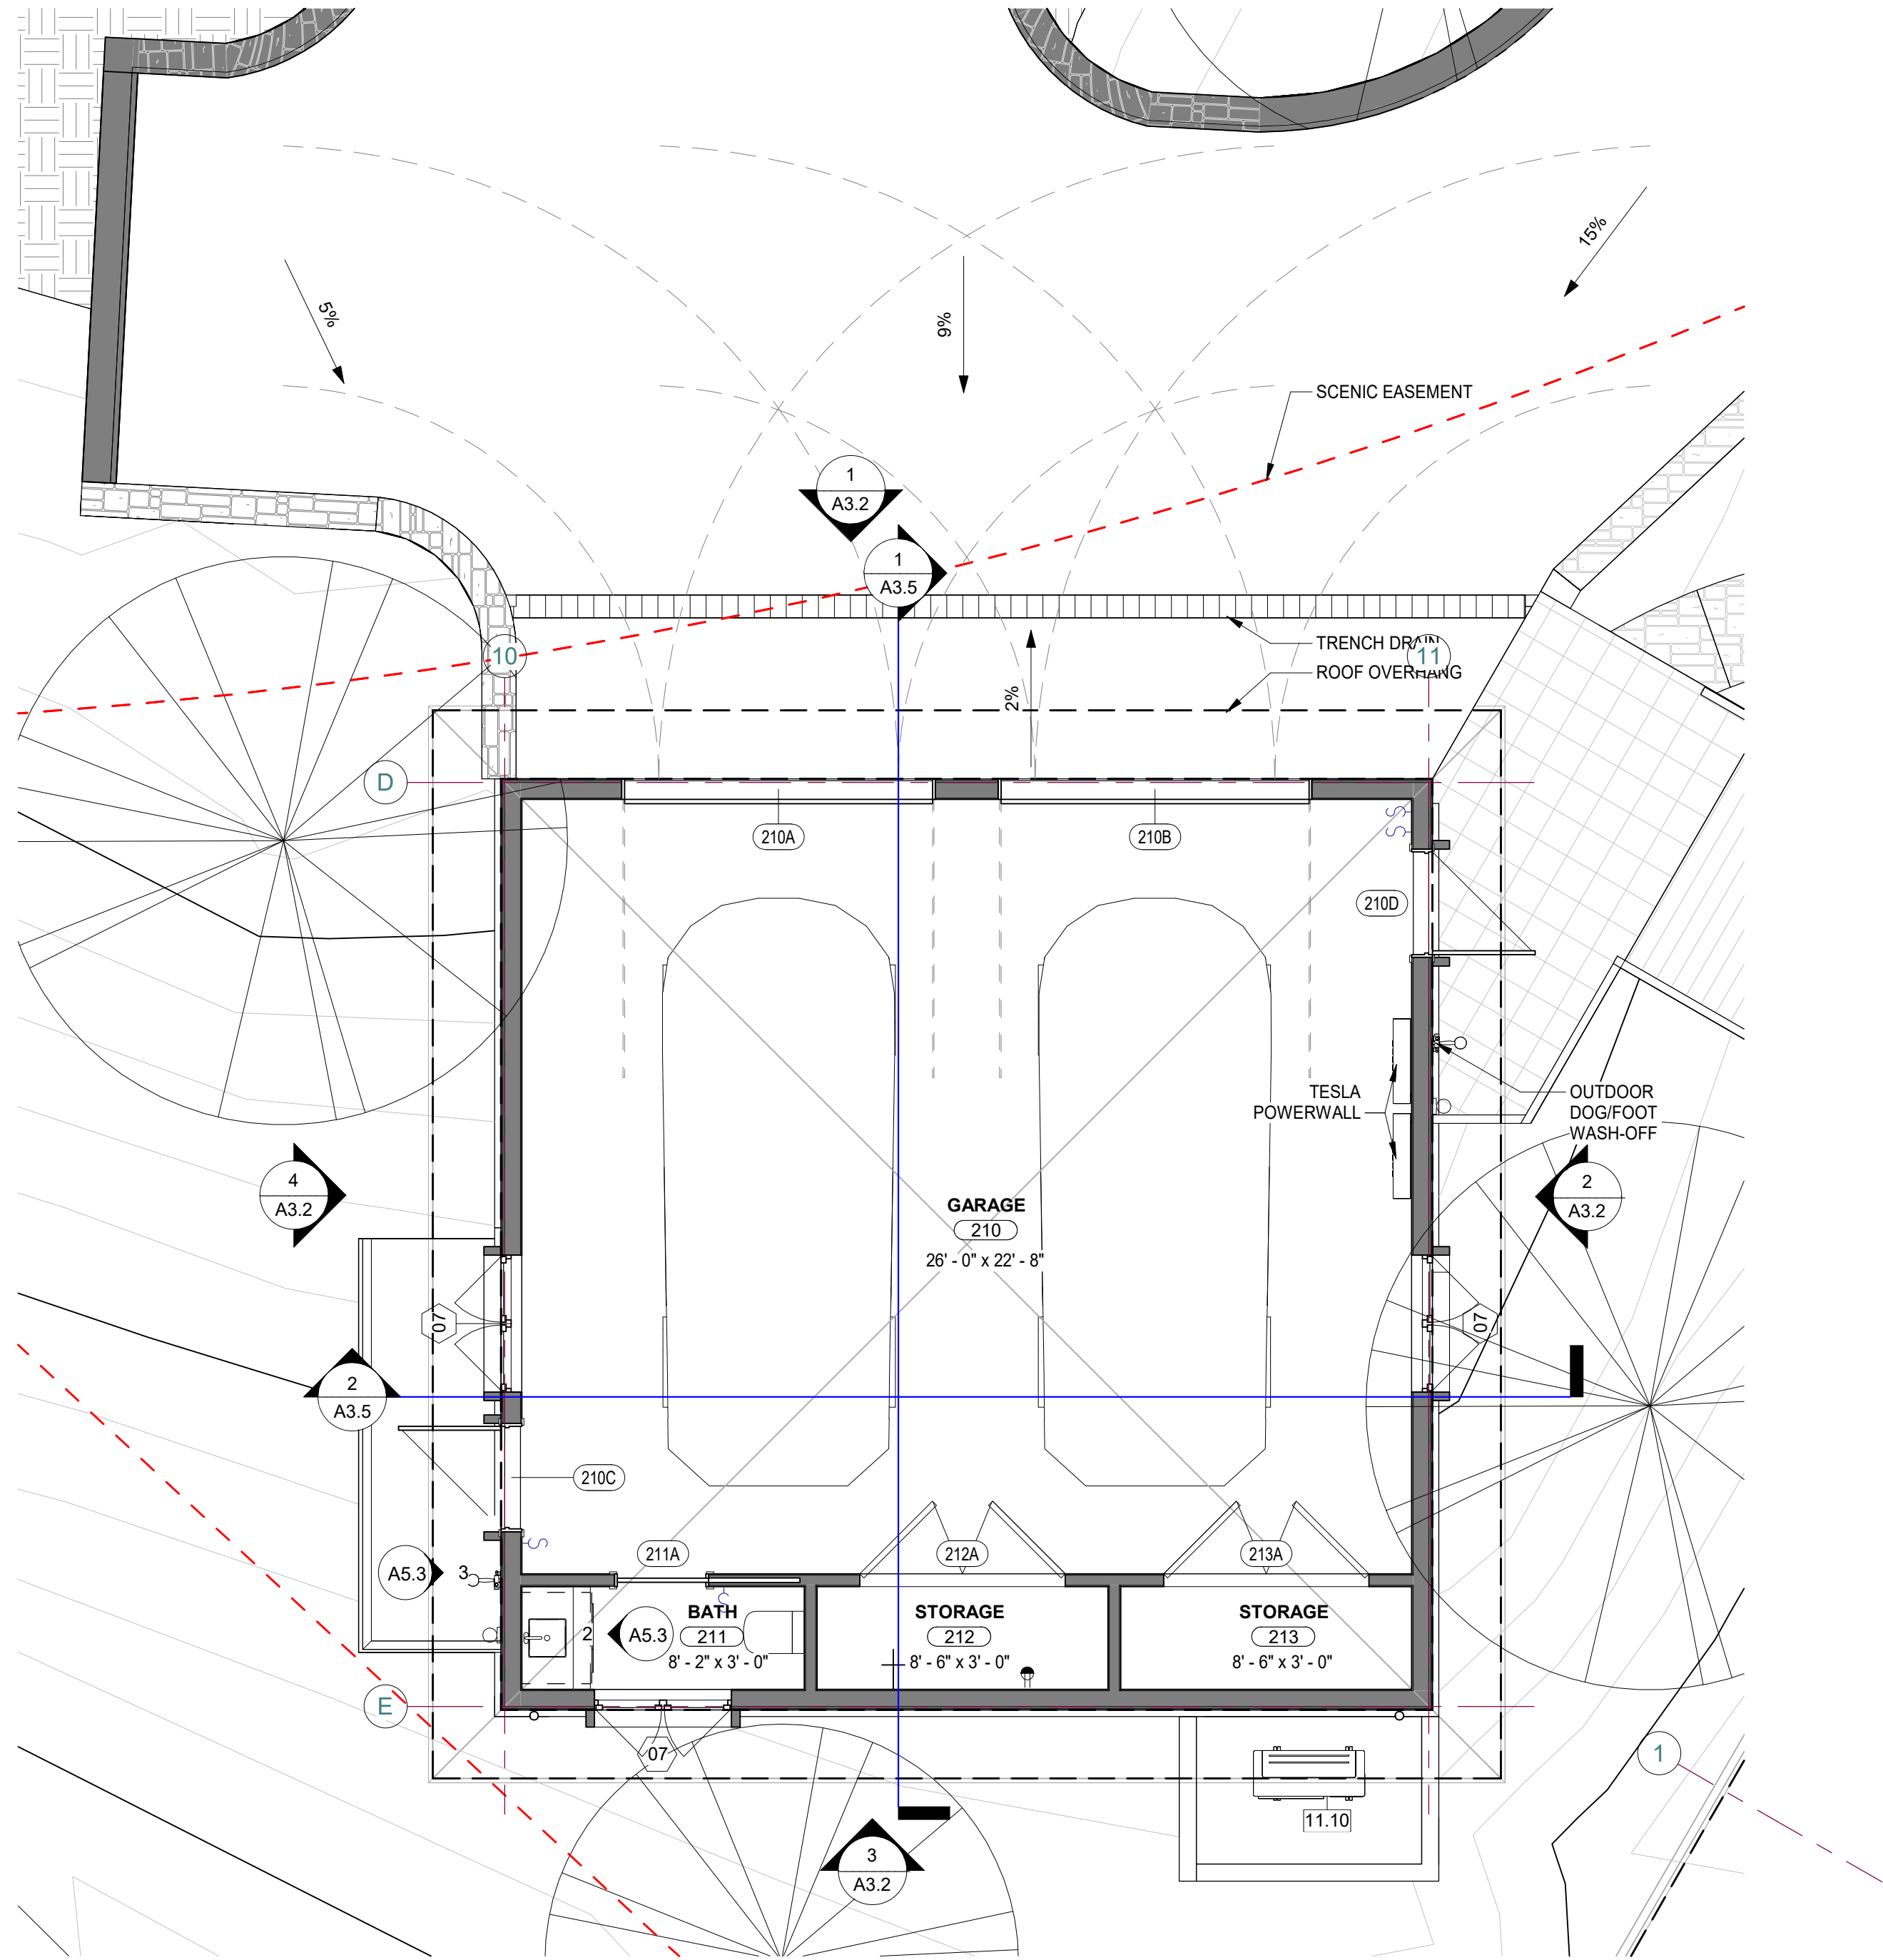 15%
5%
9%
SCENIC EASEMENT
1
A3.2
1
A3.5
TRENCH DRAIN
10
11
ROOF OVERHANG
2%
D
210A
210B
210D
TESLA
POWERWALL
OUTDOOR
DOG/FOOT
WASH-OFF
4
A3.2
2
A3.2
GARAGE
210
26' - 0" x 22' - 8"
07
07
2
A3.5
210C
S
S
S
211A
212A
213A
A5.3
3
S
BATH
211
8' - 2" x 3' - 0"
2
A5.3
STORAGE
212
8' - 6" x 3' - 0"
STORAGE
213
8' - 6" x 3' - 0"
E
07
1
11.10
3
A3.2